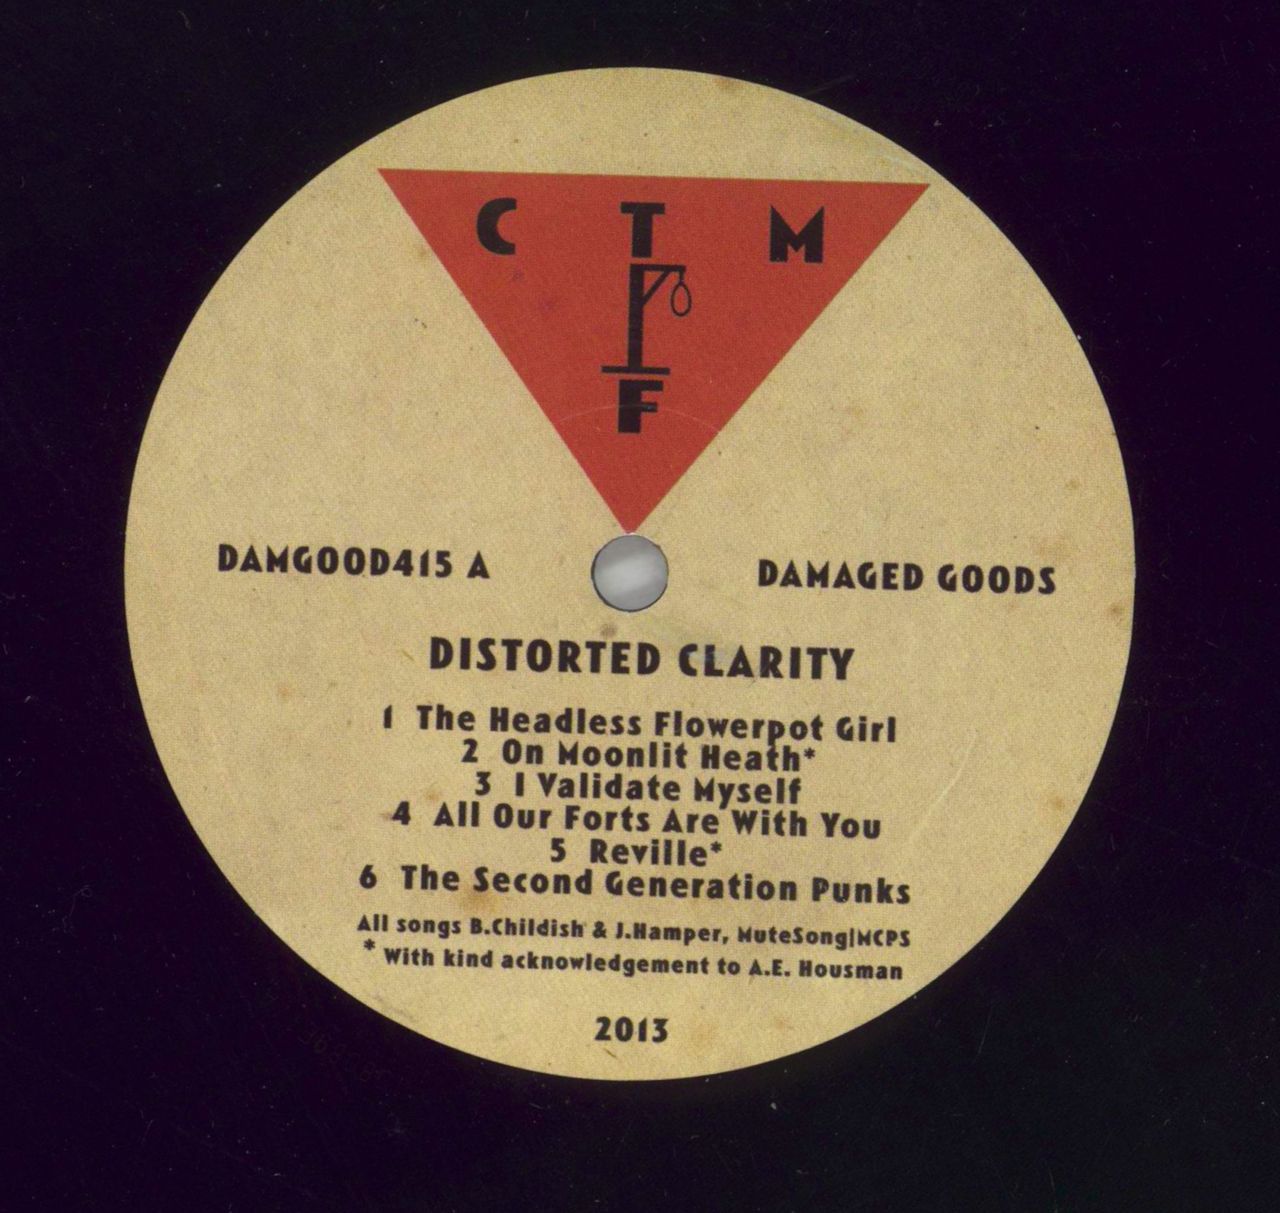 C T M
F
DAMGOOD415 A
DAMAGED GOODS
DISTORTED CLARITY
1 The Headless Flowerpot Girl
2 On Moonlit Heath*
3 I Validate Myself
4 All Our Forts Are With You
5 Reville*
6 The Second Generation Punks
All songs B.Childish & J.Hamper, MuteSong|MCPS
* With kind acknowledgement to A.E. Housman
2013